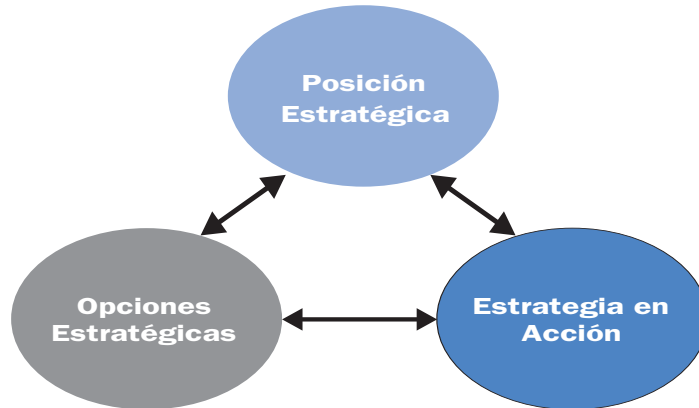 Posición
Estratégica
Opciones
Estratégicas
Estrategia en
Acción